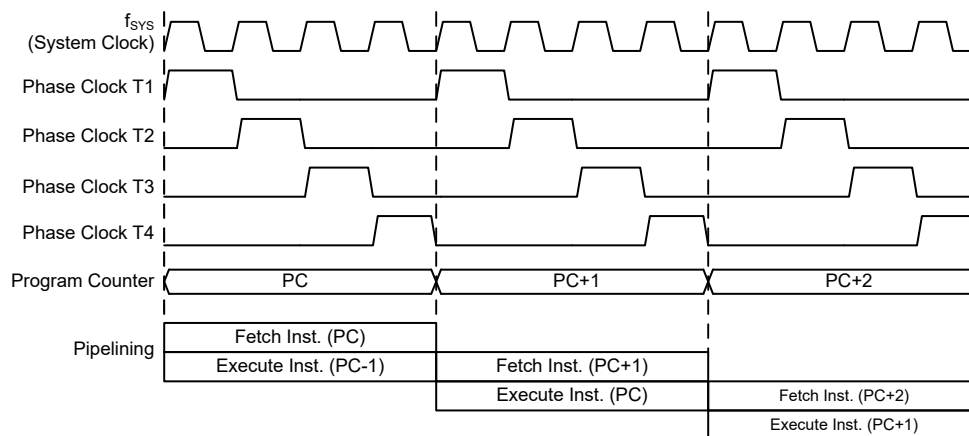 fSYS
(System Clock)
Phase Clock T1
Phase Clock T2
Phase Clock T3
Phase Clock T4
Program Counter PC PC+1 PC+2
Pipelining
Fetch Inst. (PC)
Execute Inst. (PC-1) Fetch Inst. (PC+1)
Execute Inst. (PC) Fetch Inst. (PC+2)
Execute Inst. (PC+1)